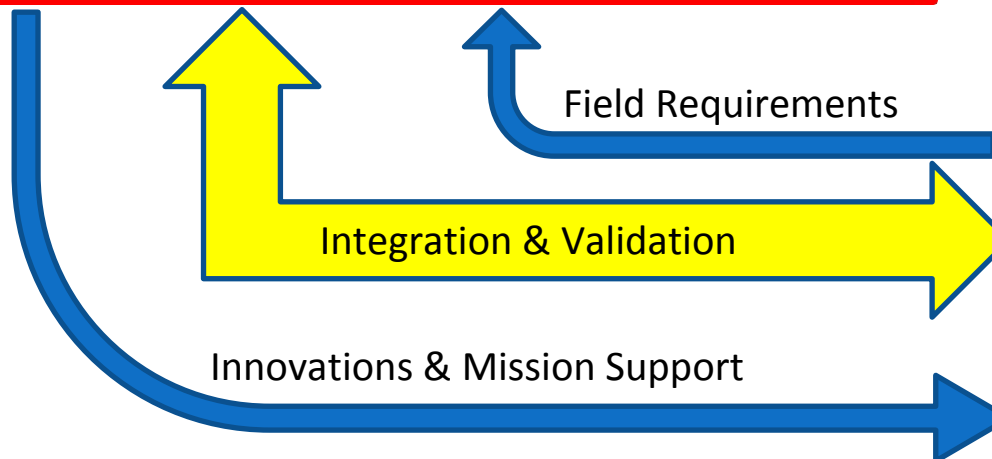 Field Requirements
Integration & Validation
Innovations & Mission Support